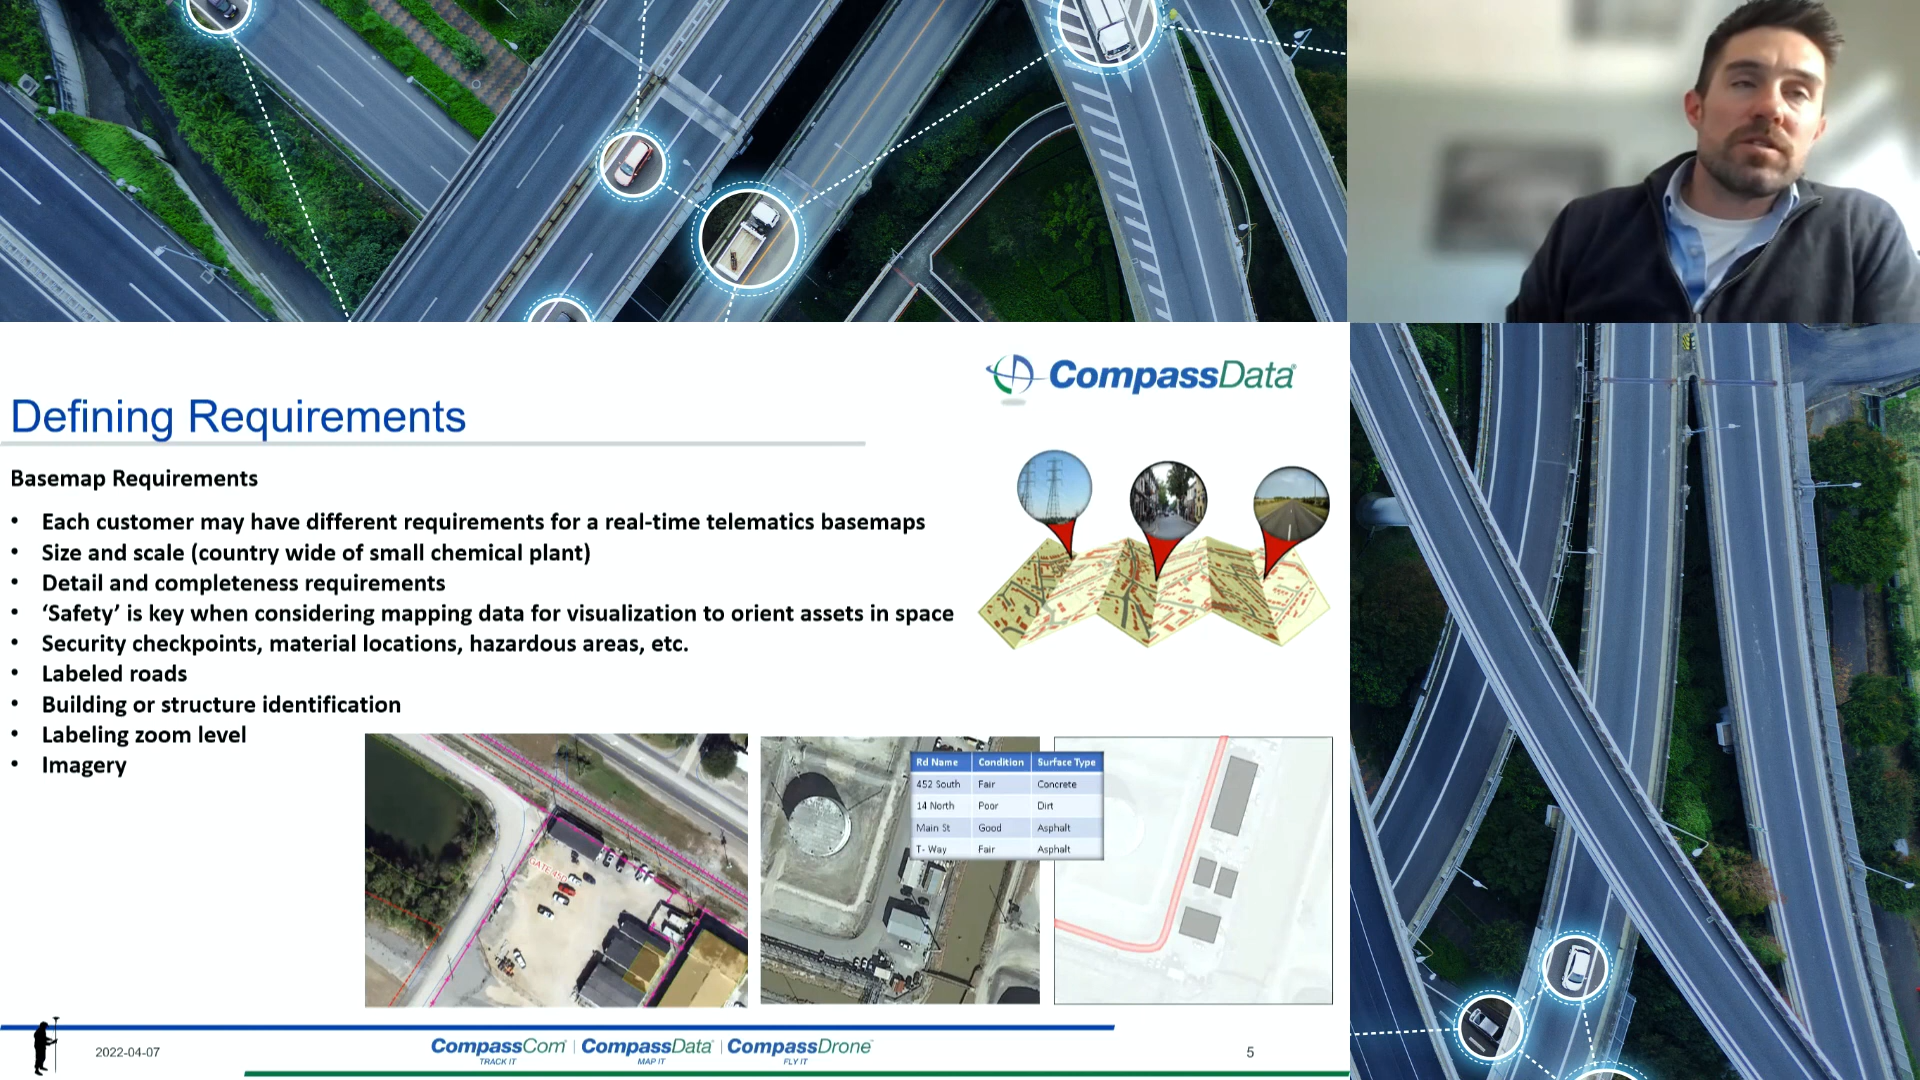 CompassData
Defining Requirements
Basemap Requirements
• Each customer may have different requirements for a real-time telematics basemaps
• Size and scale (country wide of small chemical plant)
• Detail and completeness requirements
• ‘Safety’ is key when considering mapping data for visualization to orient assets in space
• Security checkpoints, material locations, hazardous areas, etc.
• Labeled roads
• Building or structure identification
• Labeling zoom level
• Imagery
Rd Name Condition Surface Type
452 South Fair Concrete
14 North Poor Dirt
Main St Good Asphalt
T- Way Fair Asphalt
2022-04-07
CompassCom | CompassData | CompassDrone
TRACK IT MAP IT FLY IT
5